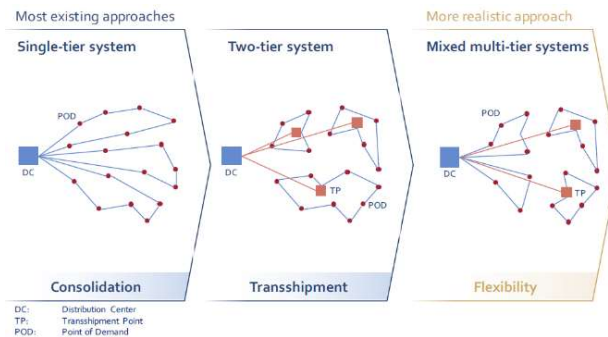 Most existing approaches
More realistic approach
Single-tier system
Two-tier system
Mixed multi-tier systems
POD
DC
DC
TP
POD
POD
DC
TP
Consolidation
Transshipment
Flexibility
DC: Distribution Center
TP: Transshipment Point
POD: Point of Demand